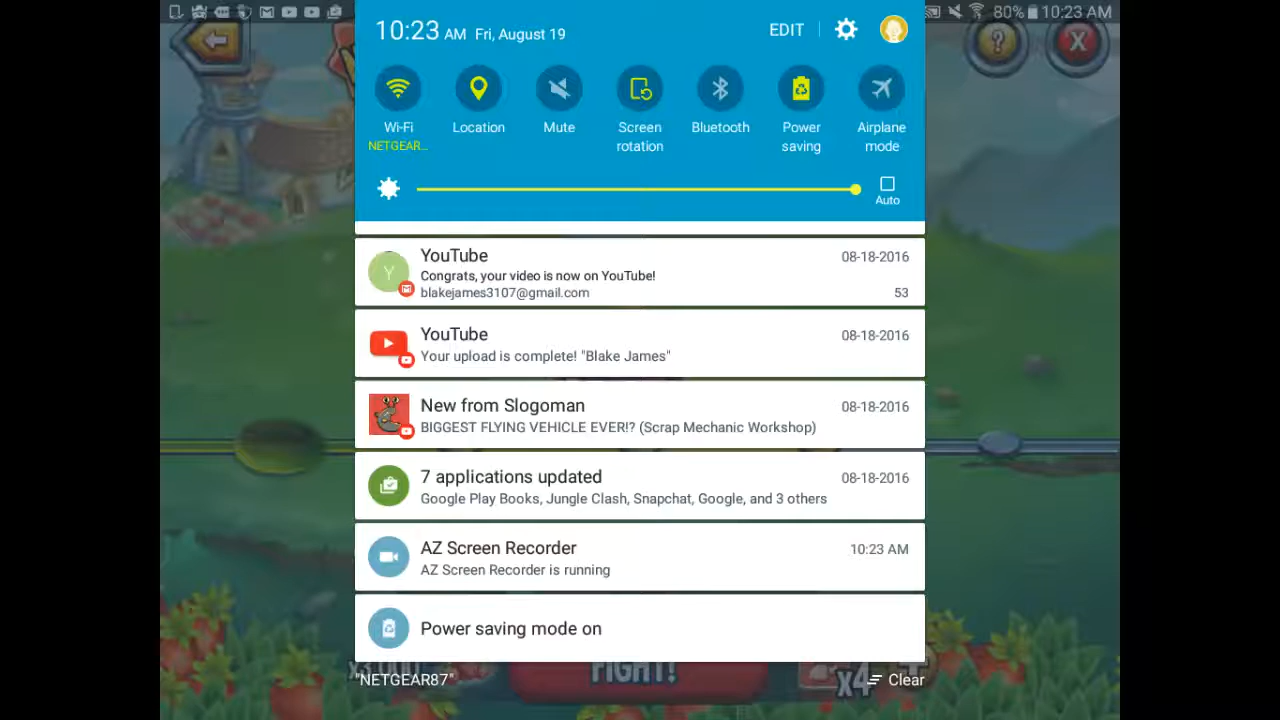 80% 10:23 AM
10:23 AM Fri, August 19 EDIT
?
X
Wi-Fi Location Mute Screen rotation Bluetooth Power saving Airplane mode
NETGEAR...
Auto
YouTube 08-18-2016
Y
Congrats, your video is now on YouTube!
blakejames3107@gmail.com 53
YouTube 08-18-2016
Your upload is complete! "Blake James"
New from Slogoman 08-18-2016
BIGGEST FLYING VEHICLE EVER!? (Scrap Mechanic Workshop)
7 applications updated 08-18-2016
Google Play Books, Jungle Clash, Snapchat, Google, and 3 others
AZ Screen Recorder 10:23 AM
AZ Screen Recorder is running
Power saving mode on
FIGHT!
"NETGEAR87" x4 Clear